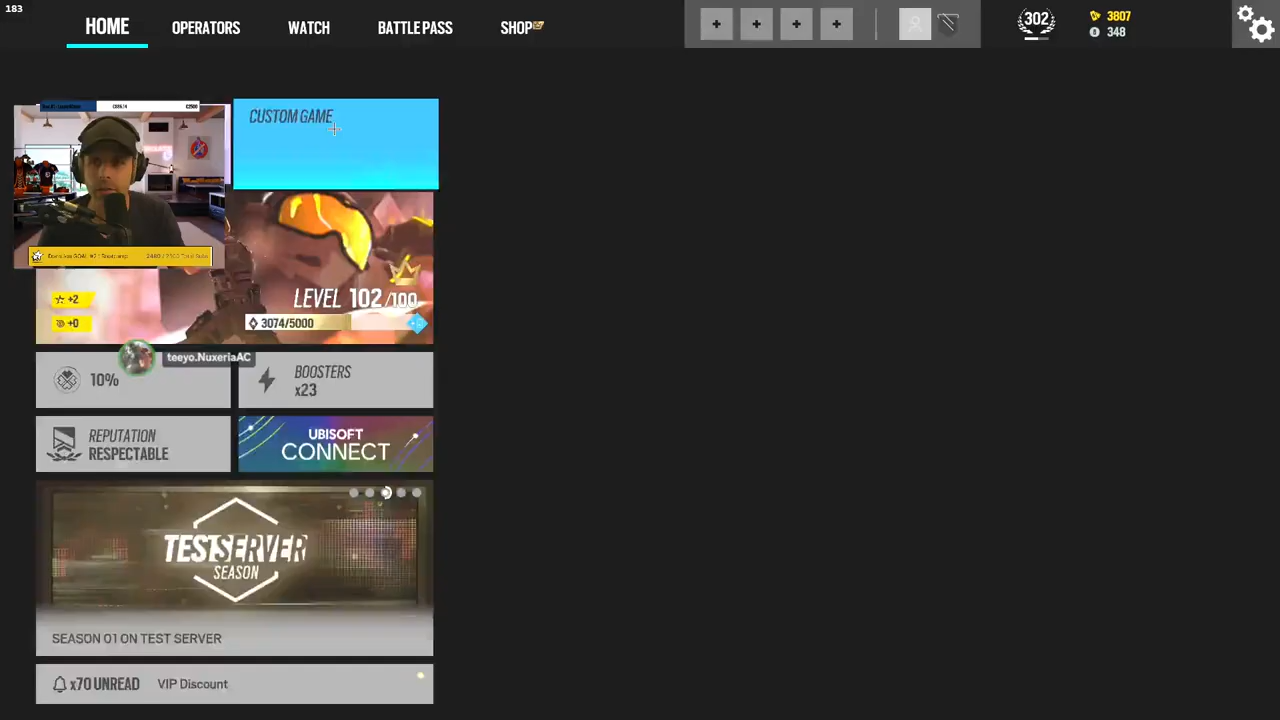 183
HOME
OPERATORS
WATCH
BATTLE PASS
SHOP
302
3807
348
CUSTOM GAME
+2
+0
LEVEL 102/100
3074/5000
teeyo.NuxeriaAC
10%
BOOSTERS
x23
REPUTATION
RESPECTABLE
UBISOFT
CONNECT
TEST SERVER
SEASON
SEASON 01 ON TEST SERVER
x70 UNREAD
VIP Discount